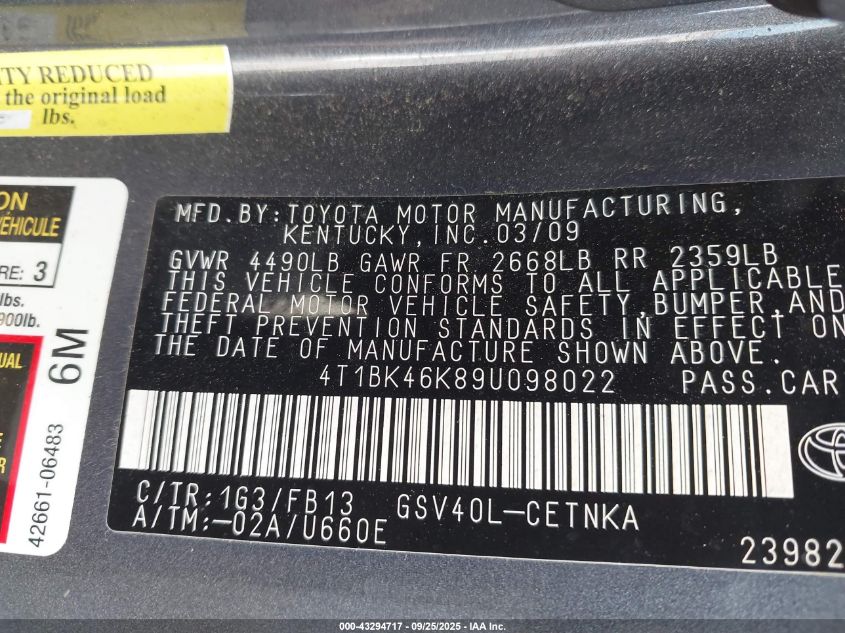 ITY REDUCED
the original load
lbs.
ION
VÉHICULE
RE: 3
lbs.
900lb.
UAL
E
R
6M
42661-06483
MFD.BY:TOYOTA MOTOR MANUFACTURING,
KENTUCKY,INC.03/09
GVWR 4490LB GAWR FR 2668LB RR 2359LB
THIS VEHICLE CONFORMS TO ALL APPLICABLE
FEDERAL MOTOR VEHICLE SAFETY,BUMPER,AND
THEFT PREVENTION STANDARDS IN EFFECT ON
THE DATE OF MANUFACTURE SHOWN ABOVE.
4T1BK46K89U098022 PASS.CAR
C/TR:1G3/FB13 GSV40L-CETNKA
A/TM:-02A/U660E
23982
000-43294717 - 09/25/2025 - IAA Inc.